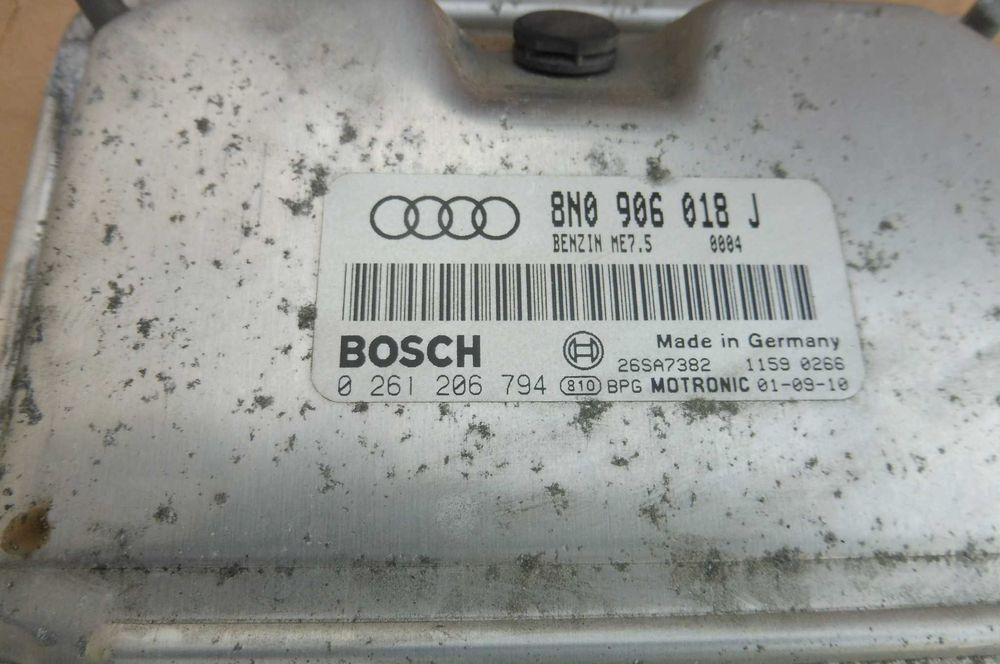 8N0 906 018 J
BENZIN ME7.5 0004
BOSCH
Made in Germany
26SA7382 1159 0266
0 261 206 794 810 BPG MOTRONIC 01-09-10